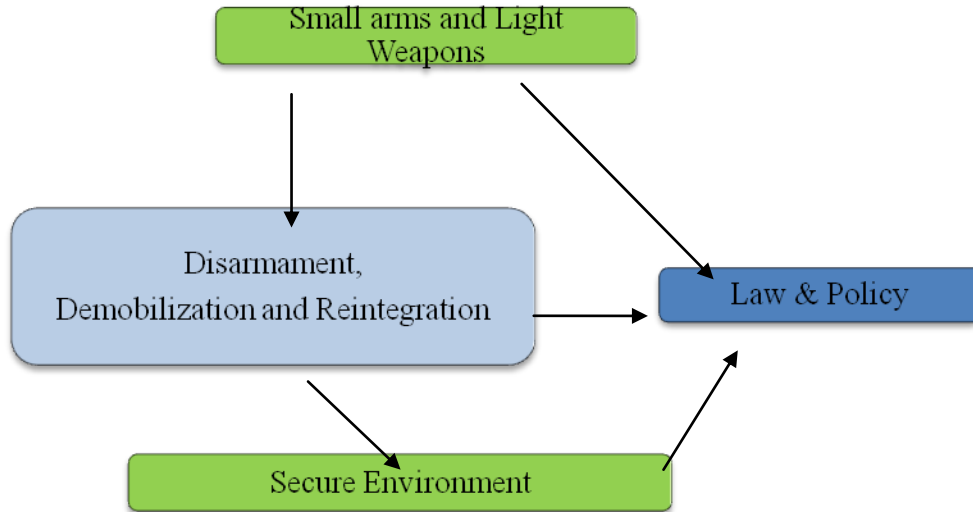 Small arms and Light
Weapons
Disarmament,
Demobilization and Reintegration
Law & Policy
Secure Environment